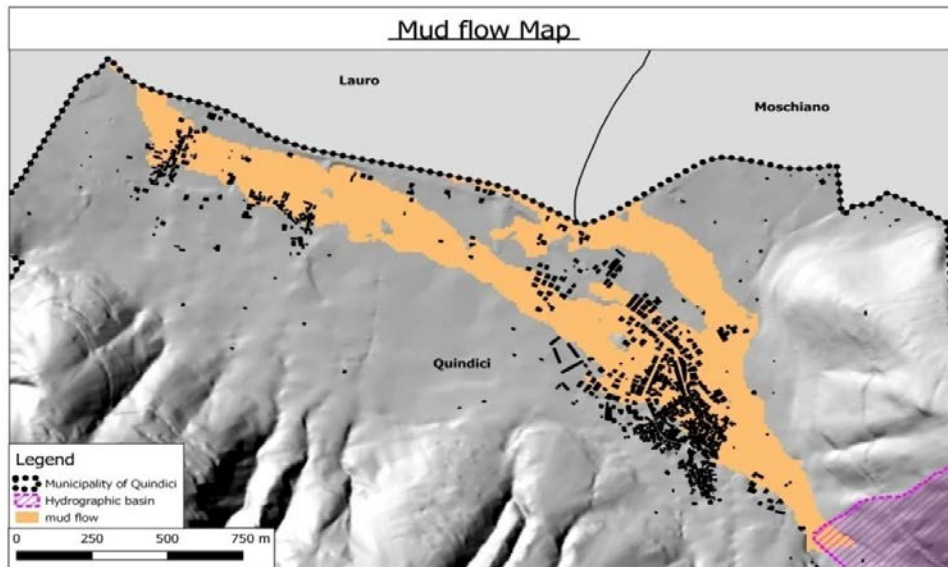 Mud flow Map
Lauro
Moschiano
Quindici
Legend
Municipality of Quindici
Hydrographic basin
mud flow
0 250 500 750 m